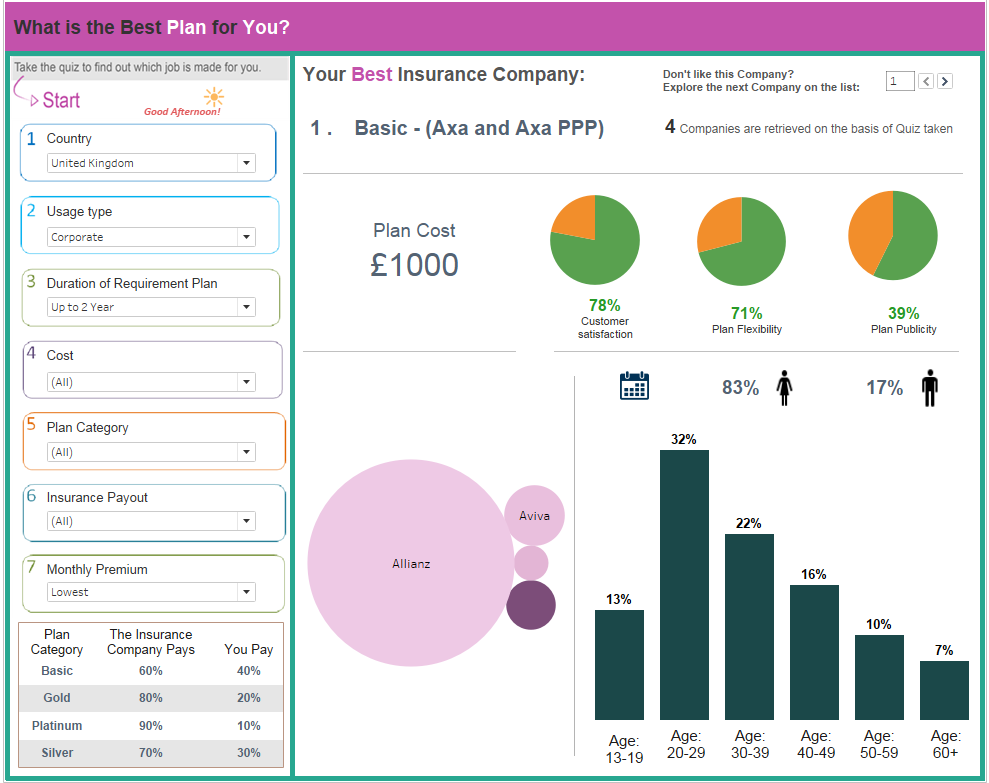 What is the Best Plan for You?
Take the quiz to find out which job is made for you.
Start
Good Afternoon!
1 Country
United Kingdom
2 Usage type
Corporate
3 Duration of Requirement Plan
Up to 2 Year
4 Cost
(All)
5 Plan Category
(All)
6 Insurance Payout
(All)
7 Monthly Premium
Lowest
Plan Category The Insurance Company Pays You Pay
Basic 60% 40%
Gold 80% 20%
Platinum 90% 10%
Silver 70% 30%
Your Best Insurance Company:
Don't like this Company?
Explore the next Company on the list:
1
1 . Basic - (Axa and Axa PPP)
4 Companies are retrieved on the basis of Quiz taken
Plan Cost
£1000
78%
Customer
satisfaction
71%
Plan Flexibility
39%
Plan Publicity
83%
17%
Allianz
Aviva
13%
32%
22%
16%
10%
7%
Age:
13-19
Age:
20-29
Age:
30-39
Age:
40-49
Age:
50-59
Age:
60+